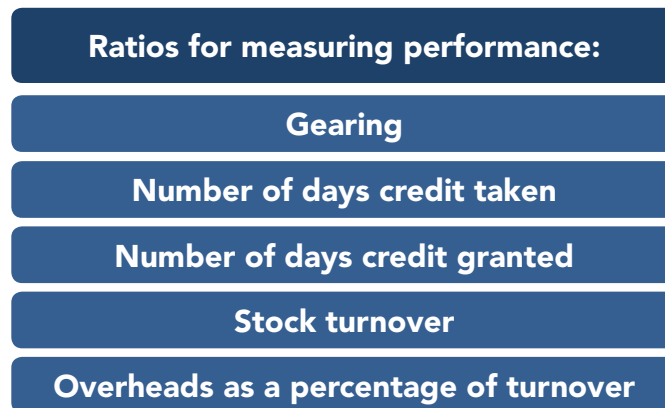 Ratios for measuring performance:
Gearing
Number of days credit taken
Number of days credit granted
Stock turnover
Overheads as a percentage of turnover